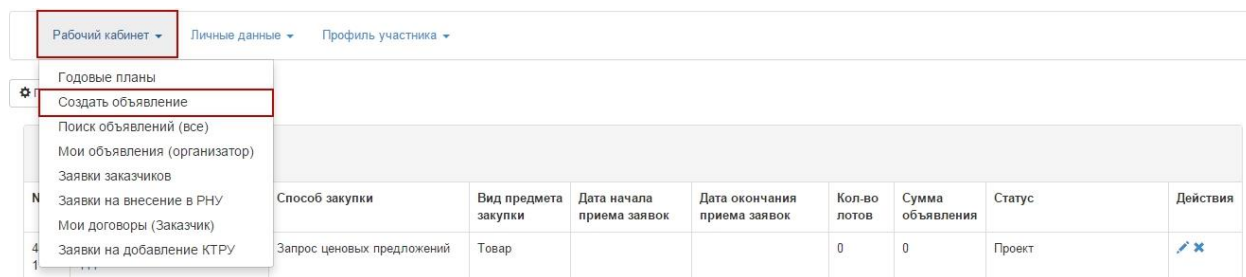 Рабочий кабинет Личные данные Профиль участника
Годовые планы
Создать объявление
Поиск объявлений (все)
Мои объявления (организатор)
Заявки заказчиков
Заявки на внесение в РНУ
Мои договоры (Заказчик)
Заявки на добавление КТРУ
Способ закупки Вид предмета закупки Дата начала приема заявок Дата окончания приема заявок Кол-во лотов Сумма объявления Статус Действия
Запрос ценовых предложений Товар 0 0 Проект